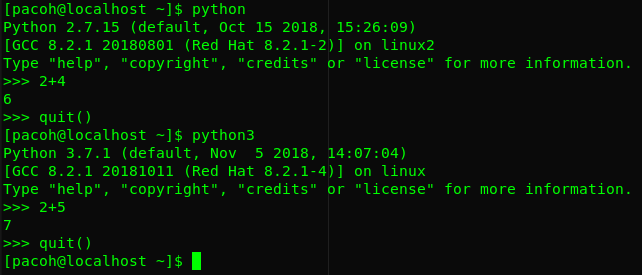 [pacoh@localhost ~]$ python
Python 2.7.15 (default, Oct 15 2018, 15:26:09)
[GCC 8.2.1 20180801 (Red Hat 8.2.1-2)] on linux2
Type "help", "copyright", "credits" or "license" for more information.
>>> 2+4
6
>>> quit()
[pacoh@localhost ~]$ python3
Python 3.7.1 (default, Nov  5 2018, 14:07:04)
[GCC 8.2.1 20181011 (Red Hat 8.2.1-4)] on linux
Type "help", "copyright", "credits" or "license" for more information.
>>> 2+5
7
>>> quit()
[pacoh@localhost ~]$